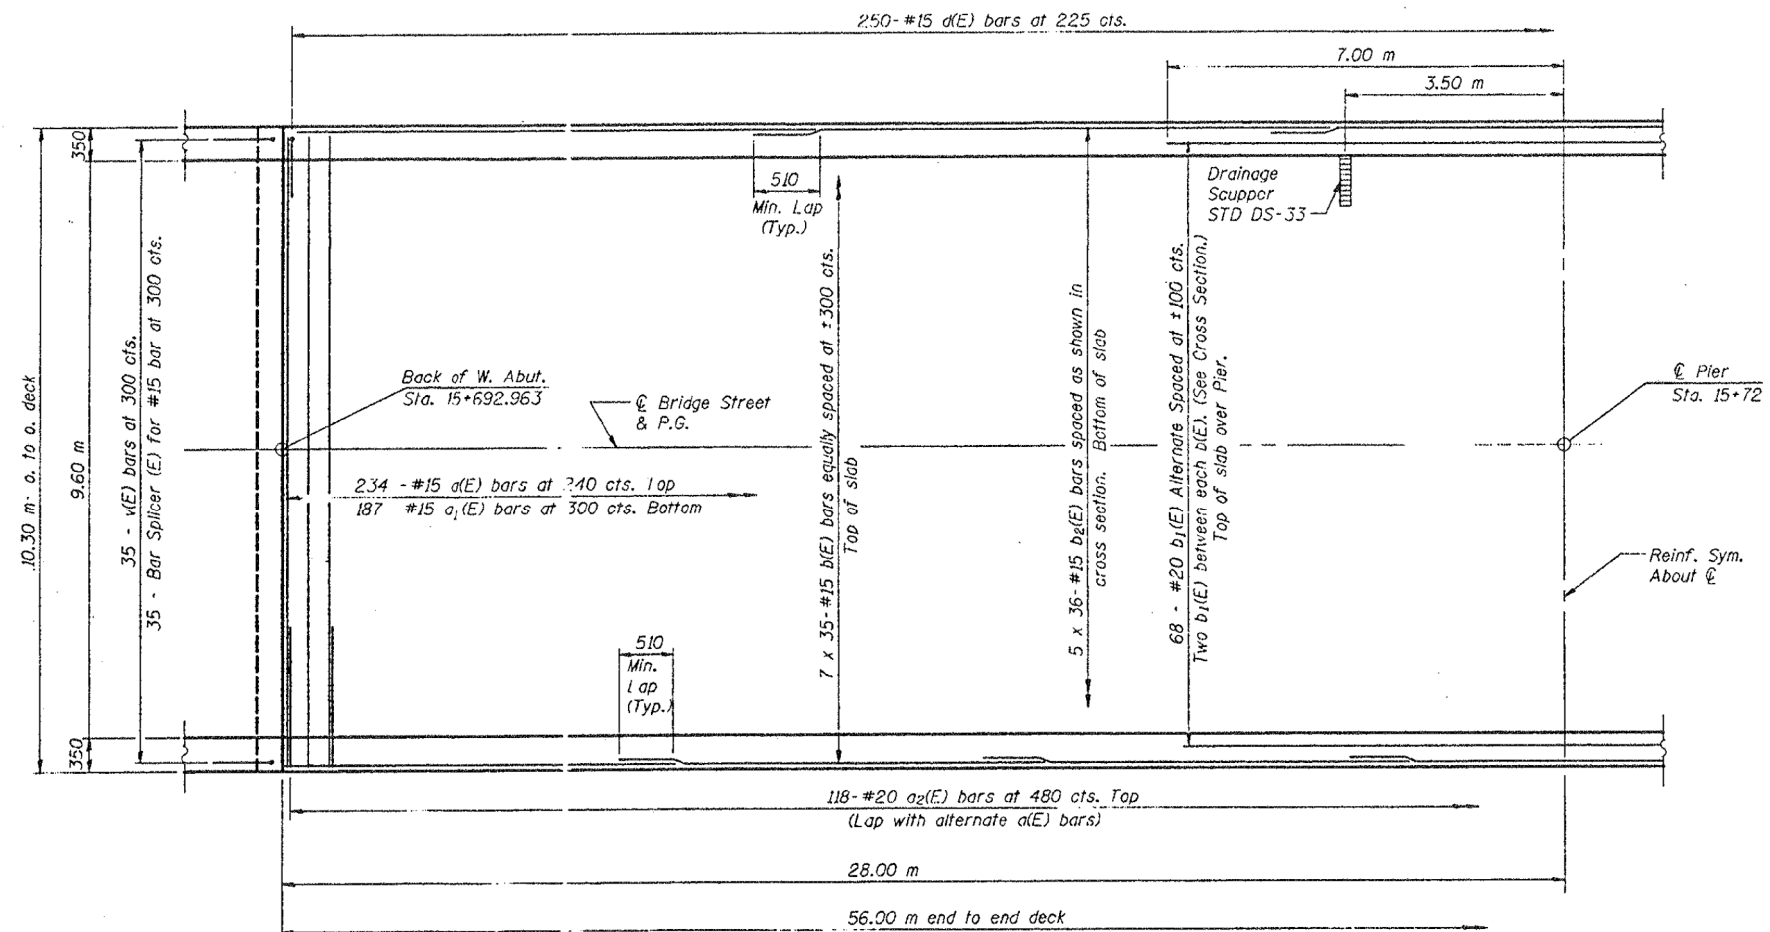 250-#15 d(E) bars at 225 cts.
7.00 m
3.50 m
350
510
Min. Lap
(Typ.)
Drainage
Scupper
STD DS-33
10.30 m- o. to o. deck
9.60 m
35 - v(E) bars at 300 cts.
35 - Bar Splicer (E) for #15 bar at 300 cts.
Back of W. Abut.
Sta. 15+692.963
℄ Bridge Street
& P.G.
7 x 35-#15 b(E) bars equally spaced at ±300 cts.
Top of slab
5 x 36-#15 b₂(E) bars spaced as shown in
cross section. Bottom of slab
68 - #20 b₁(E) Alternate Spaced at ±100 cts.
Two b₁(E) between each b(E). (See Cross Section.)
Top of slab over Pier.
℄ Pier
Sta. 15+72
234 -#15 a(E) bars at 240 cts. Top
187 #15 a₁(E) bars at 300 cts. Bottom
Reinf. Sym.
About ℄
510
Min.
Lap
(Typ.)
350
118-#20 a₂(E) bars at 480 cts. Top
(Lap with alternate a(E) bars)
28.00 m
56.00 m end to end deck